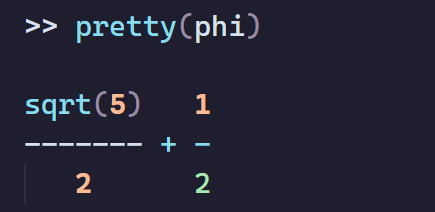 >> pretty(phi)
sqrt(5)   1
------- + -
   2      2